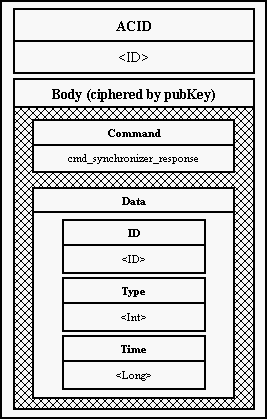 ACID
<ID>
Body (ciphered by pubKey)
Command
cmd_synchronizer_response
Data
ID
<ID>
Type
<Int>
Time
<Long>